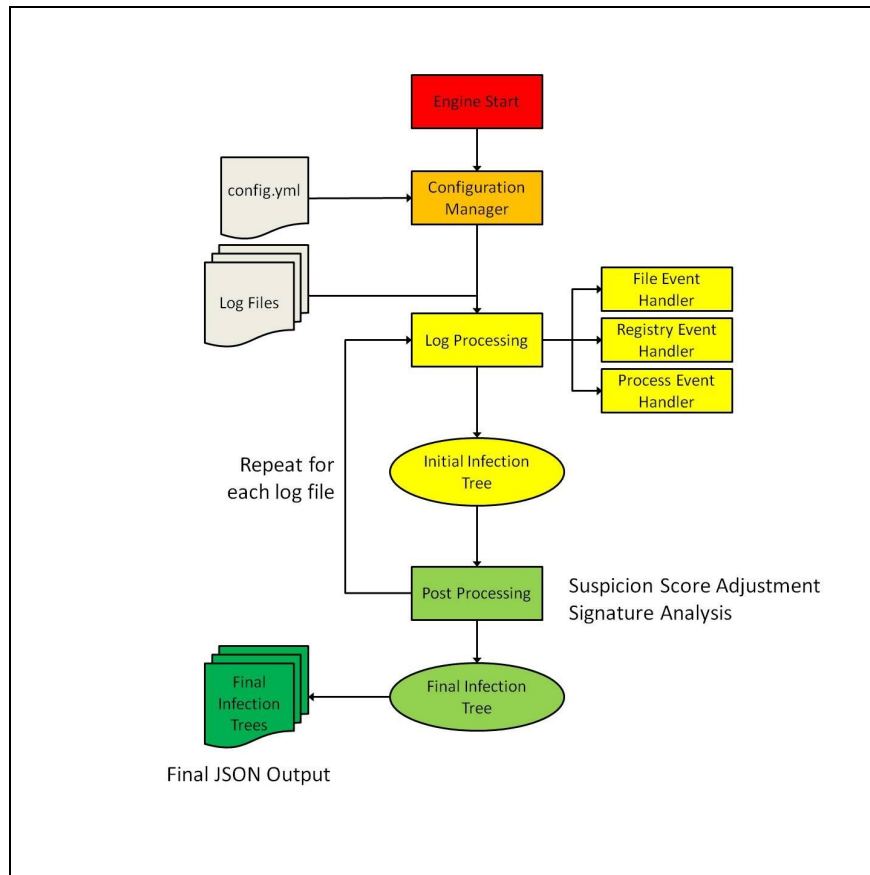 Engine Start
config.yml
Configuration
Manager
Log Files
File Event
Handler
Log Processing
Registry Event
Handler
Process Event
Handler
Initial Infection
Tree
Repeat for
each log file
Post Processing
Suspicion Score Adjustment
Signature Analysis
Final
Infection
Trees
Final Infection
Tree
Final JSON Output